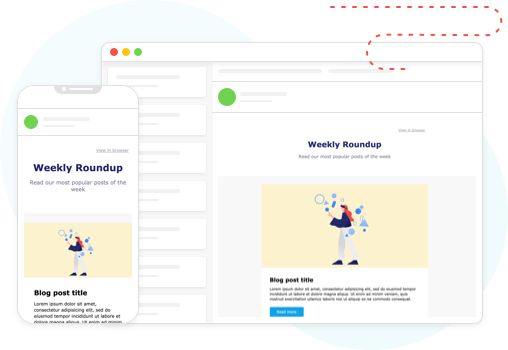 View in browser
Weekly Roundup
Read our most popular posts of the
week
Blog post title
Lorem ipsum dolor sit amet,
consectetur adipiscing elit, sed do
eiusmod tempor incididunt ut labore et
dolore magna aliqua. Ut enim ad minim
View in browser
Weekly Roundup
Read our most popular posts of the week
Blog post title
Lorem ipsum dolor sit amet, consectetur adipiscing elit, sed do eiusmod tempor
incididunt ut labore et dolore magna aliqua. Ut enim ad minim veniam, quis
nostrud exercitation ullamco laboris nisi ut aliquip ex ea commodo consequat.
Read more